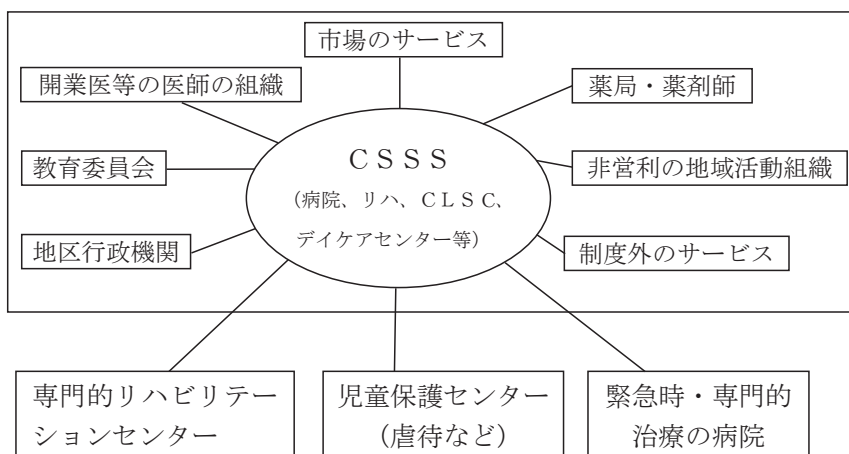 市場のサービス
開業医等の医師の組織
薬局・薬剤師
CSSS
教育委員会
非営利の地域活動組織
(病院、リハ、CLSC、
デイケアセンター等)
地区行政機関
制度外のサービス
専門的リハビリテー
ションセンター
児童保護センター
(虐待など)
緊急時・専門的
治療の病院